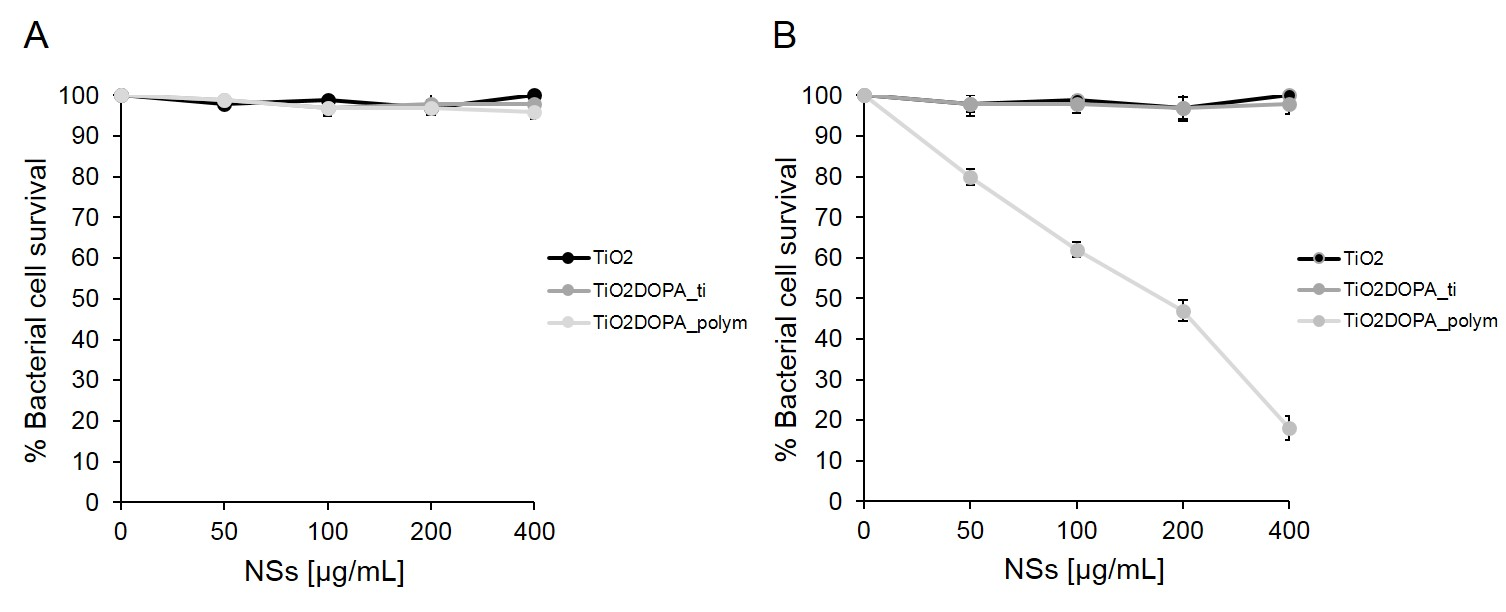 A
100
90
80
70
60
50
40
30
20
10
0
% Bacterial cell survival
0 50 100 200 400
NSs [µg/mL]
TiO2
TiO2DOPA_ti
TiO2DOPA_polym
B
100
90
80
70
60
50
40
30
20
10
0
% Bacterial cell survival
0 50 100 200 400
NSs [µg/mL]
TiO2
TiO2DOPA_ti
TiO2DOPA_polym